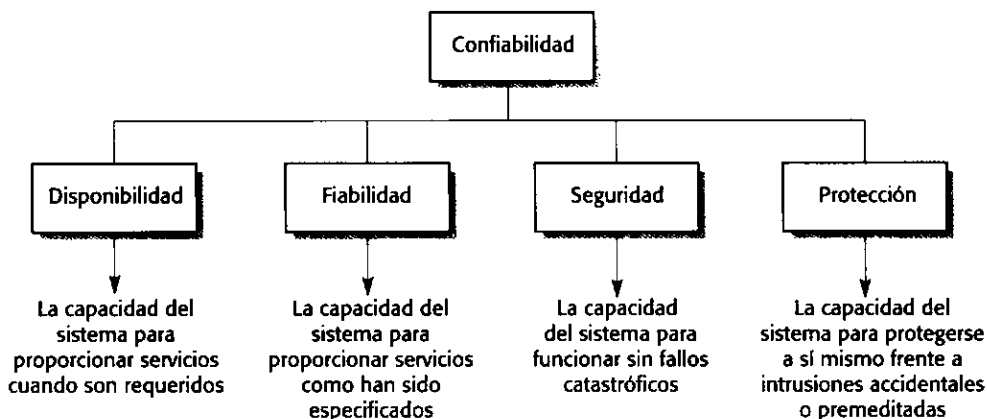 Confiabilidad
Disponibilidad
Fiabilidad
Seguridad
Protección
La capacidad del
sistema para
proporcionar servicios
cuando son requeridos
La capacidad del
sistema para
proporcionar servicios
como han sido
especificados
La capacidad
del sistema para
funcionar sin fallos
catastróficos
La capacidad del
sistema para protegerse
a sí mismo frente a
intrusiones accidentales
o premeditadas